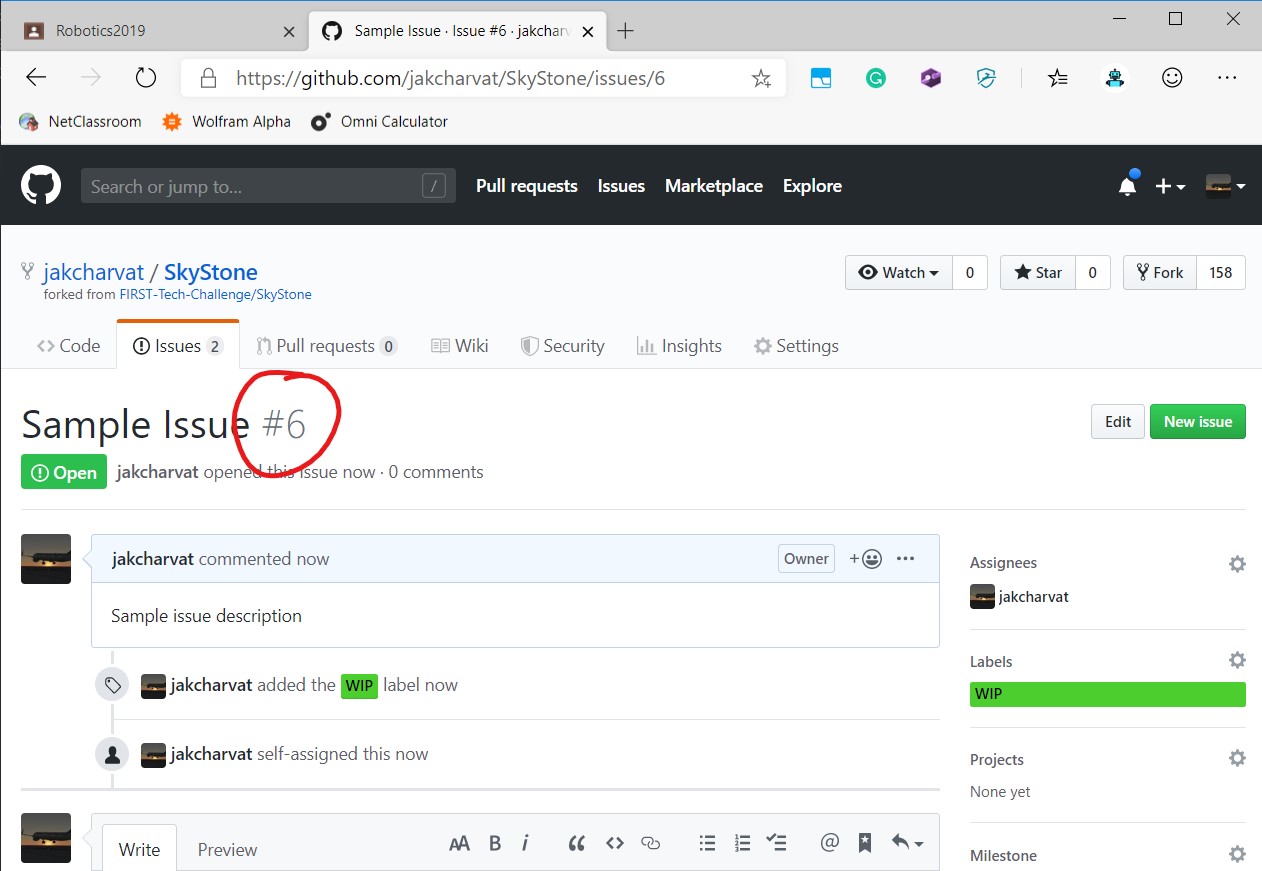 Robotics2019
Sample Issue · Issue #6 · jakcharv
https://github.com/jakcharvat/SkyStone/issues/6
NetClassroom Wolfram Alpha Omni Calculator
Search or jump to... / Pull requests Issues Marketplace Explore
jakcharvat / SkyStone
forked from FIRST-Tech-Challenge/SkyStone
Watch 0 Star 0 Fork 158
Code Issues 2 Pull requests 0 Wiki Security Insights Settings
Sample Issue #6
Edit New issue
Open jakcharvat opened this issue now · 0 comments
jakcharvat commented now Owner
Sample issue description
jakcharvat added the WIP label now
jakcharvat self-assigned this now
Assignees
jakcharvat
Labels
WIP
Projects
None yet
Milestone
Write Preview